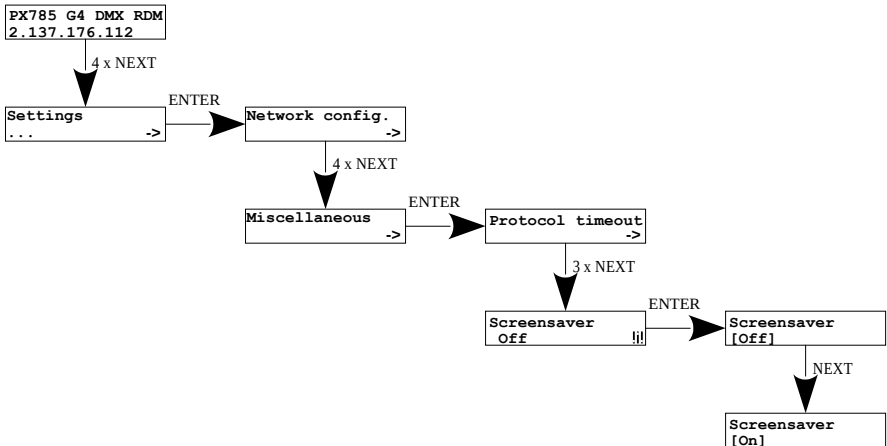 PX785 G4 DMX RDM
2.137.176.112
4 x NEXT
Settings
... ->
ENTER
Network config.
->
4 x NEXT
Miscellaneous
->
ENTER
Protocol timeout
->
3 x NEXT
Screensaver
Off !i!
ENTER
Screensaver
[Off]
NEXT
Screensaver
[On]